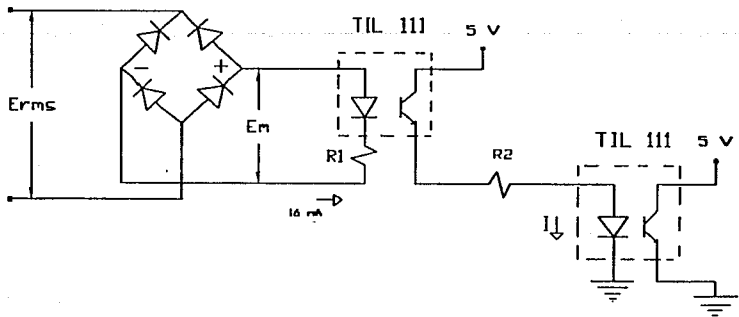 TIL 111
5 V
- +
Erms
Em
R1
R2
16 mA
TIL 111
5 V
I